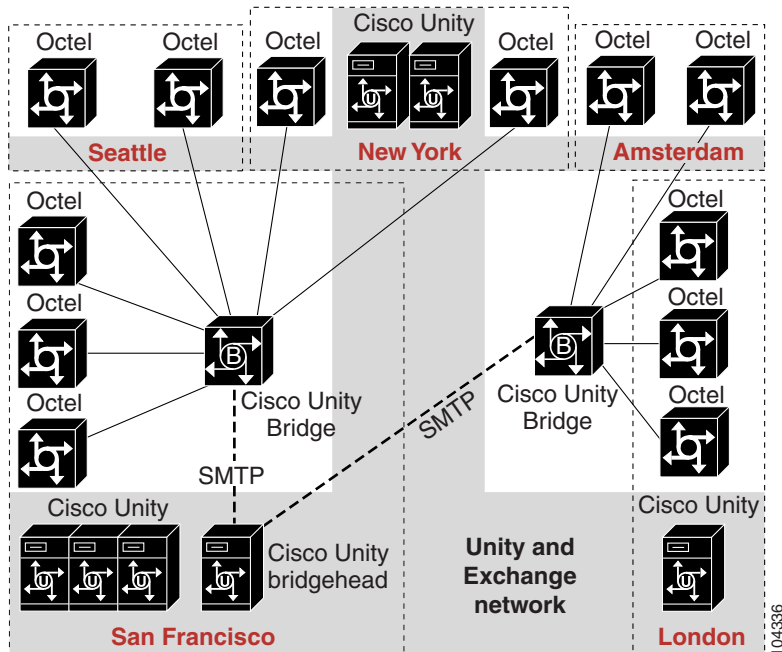 Cisco Unity
Octel
Octel
Octel
Octel
Octel
Octel
Seattle
New York
Amsterdam
Octel
Octel
Octel
Octel
Octel
Octel
Cisco Unity
Bridge
Cisco Unity
Bridge
SMTP
SMTP
Cisco Unity
Cisco Unity
bridgehead
Unity and
Exchange
network
Cisco Unity
San Francisco
London
104336